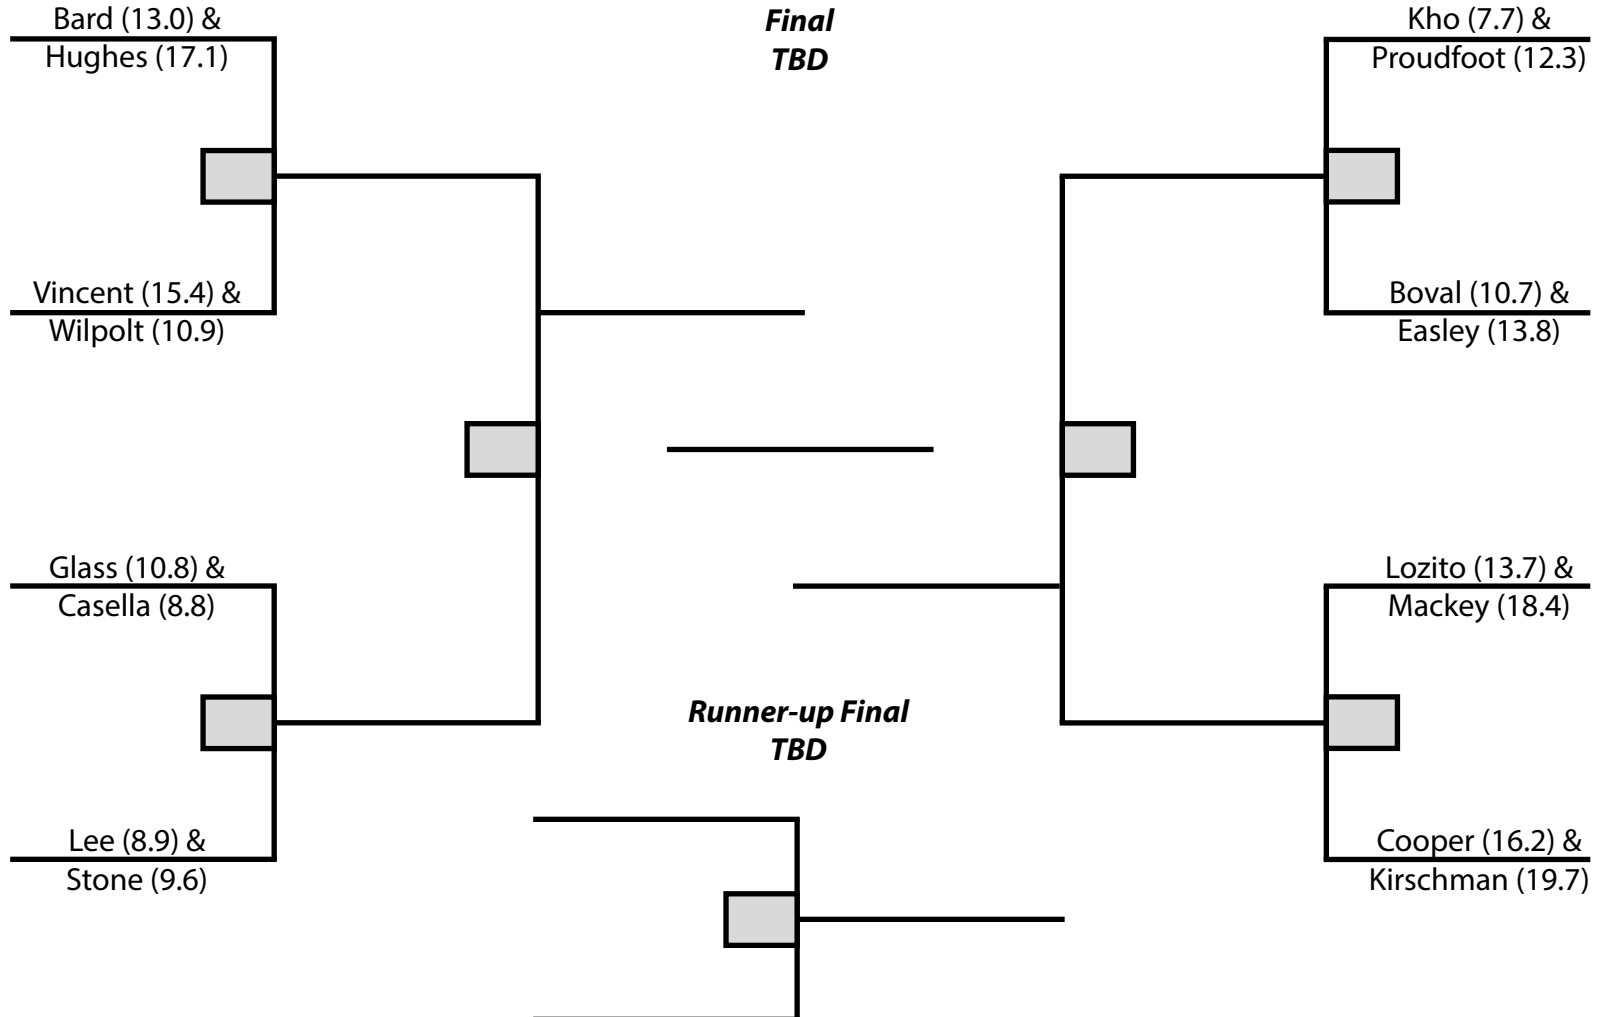 Bard (13.0) &
Hughes (17.1)
Vincent (15.4) &
Wilpolt (10.9)
Glass (10.8) &
Casella (8.8)
Lee (8.9) &
Stone (9.6)
Final
TBD
Runner-up Final
TBD
Kho (7.7) &
Proudfoot (12.3)
Boval (10.7) &
Easley (13.8)
Lozito (13.7) &
Mackey (18.4)
Cooper (16.2) &
Kirschman (19.7)